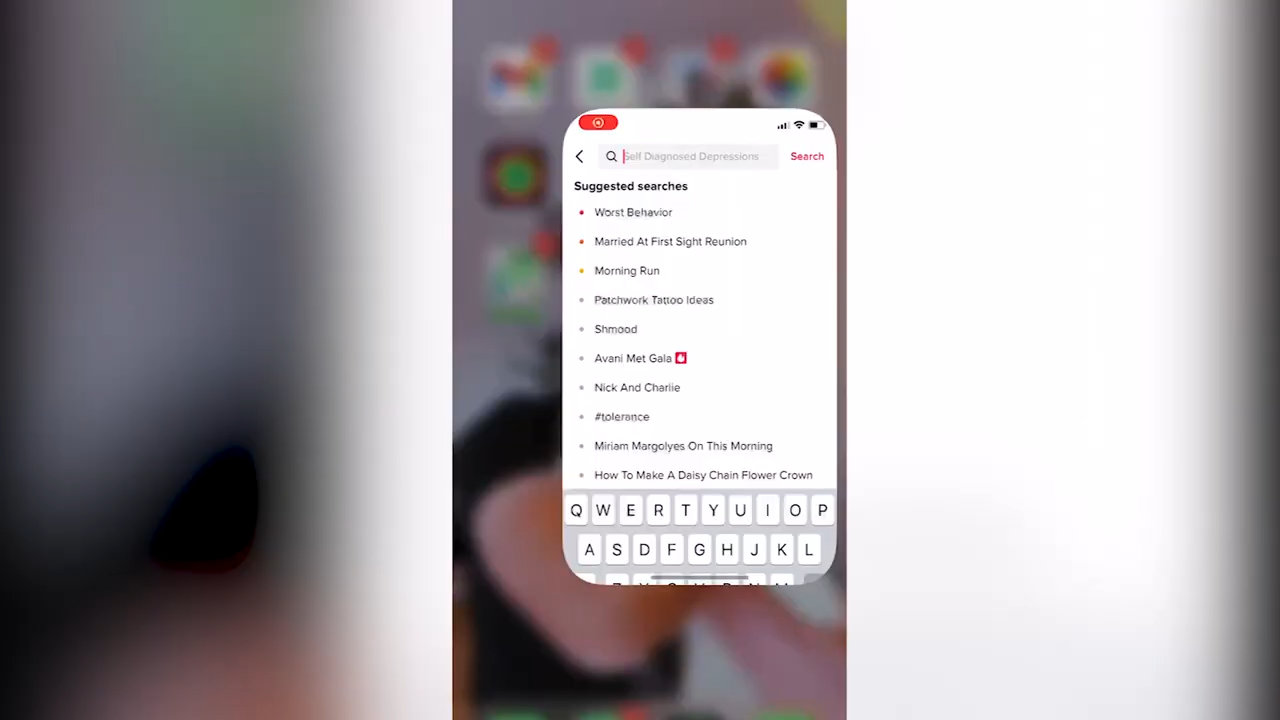 Self Diagnosed Depressions
Search
Suggested searches
Worst Behavior
Married At First Sight Reunion
Morning Run
Patchwork Tattoo Ideas
Shmood
Avani Met Gala
Nick And Charlie
#tolerance
Miriam Margolyes On This Morning
How To Make A Daisy Chain Flower Crown
Q W E R T Y U I O P
A S D F G H J K L